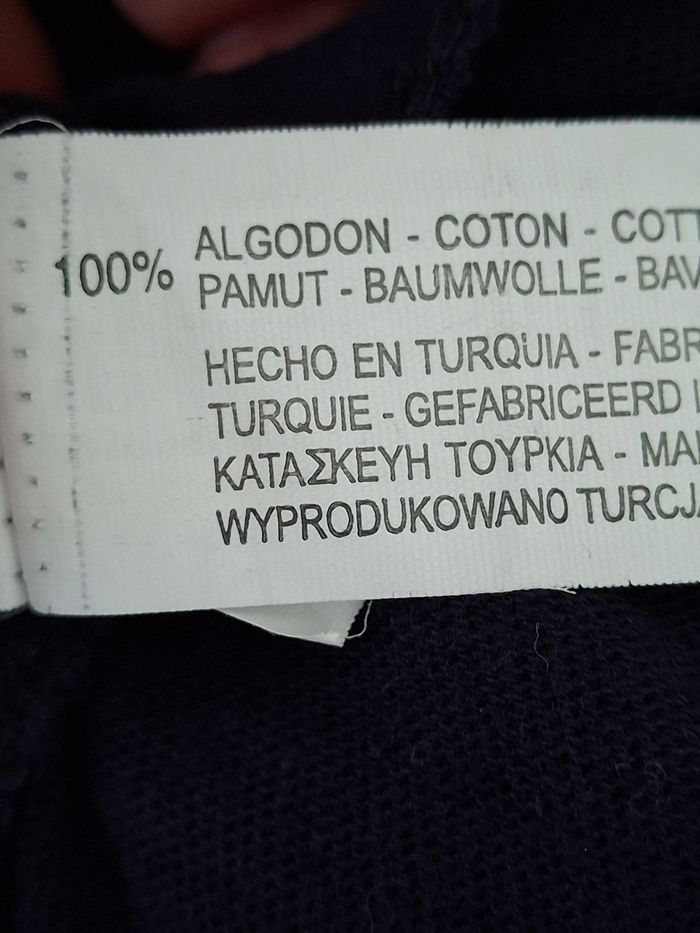 100% ALGODON - COTON - COTT
PAMUT - BAUMWOLLE - BAV
HECHO EN TURQUIA - FABR
TURQUIE - GEFABRICEERD
ΚΑΤΑΣΚΕΥΗ ΤΟΥΡΚΙΑ - MA
WYPRODUKOWANO TURCJ